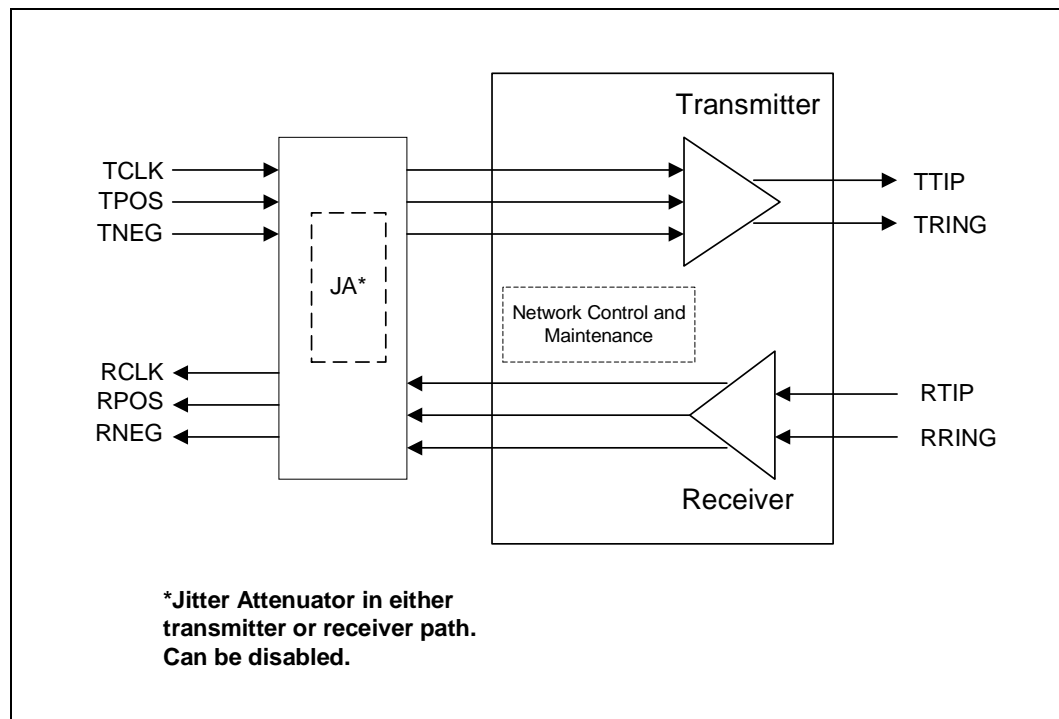 Transmitter
TCLK
TPOS
TNEG
TTIP
TRING
JA*
Network Control and
Maintenance
RCLK
RPOS
RNEG
RTIP
RRING
Receiver
*Jitter Attenuator in either
transmitter or receiver path.
Can be disabled.